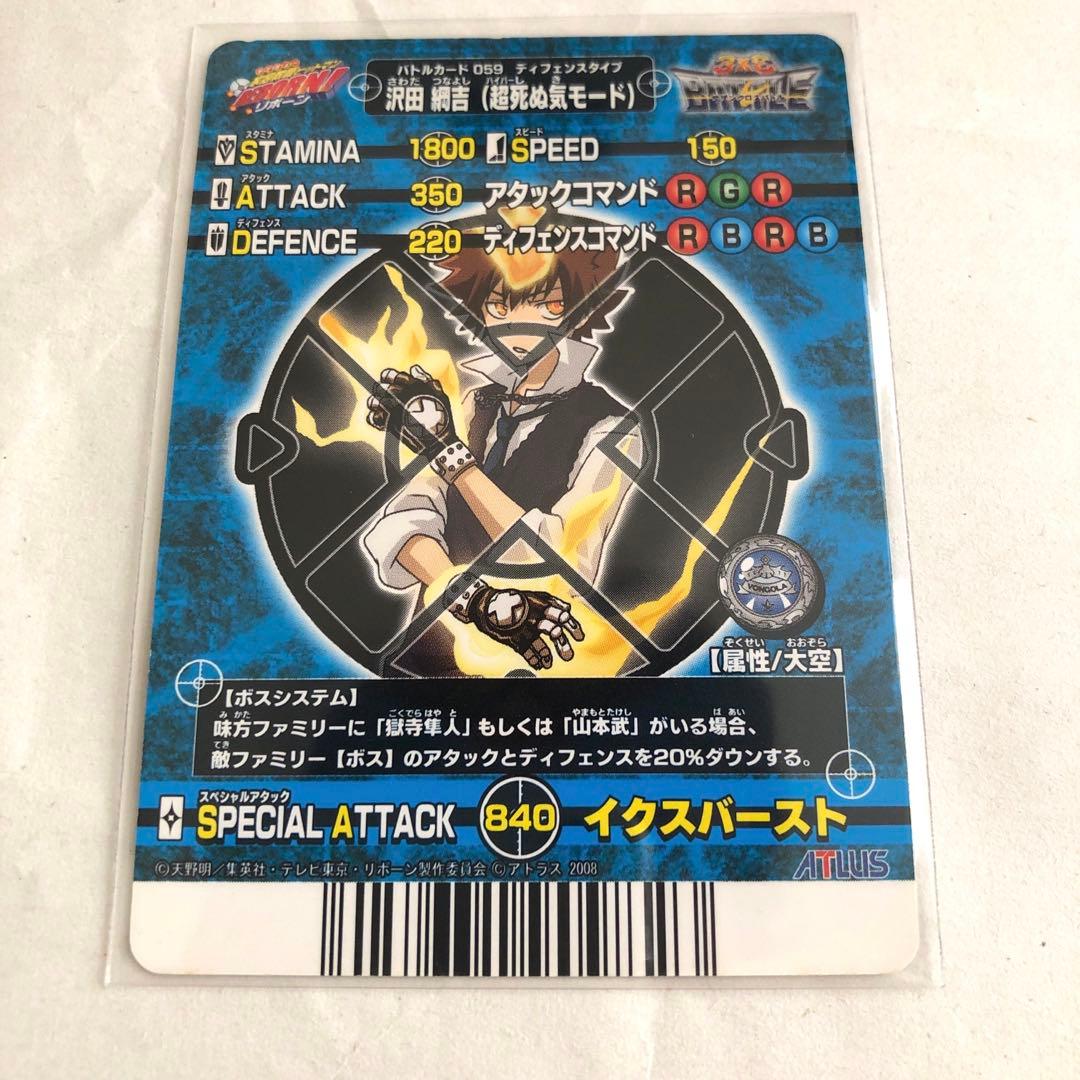 REBORN!
リボーン
バトルカード 059 ディフェンスタイプ
さわだ つなよし ハイパーし き
沢田 綱吉（超死ぬ気モード）
スタミナ
STAMINA 1800
スピード
SPEED 150
アタック
ATTACK 350 アタックコマンド R G R
ディフェンス
DEFENCE 220 ディフェンスコマンド R B R B
VONGOLA
ぞくせい おおぞら
【属性/大空】
【ボスシステム】
みかた ごくでらはやと やまもとたけし ばあい
味方ファミリーに「獄寺隼人」もしくは「山本武」がいる場合、
てき
敵ファミリー【ボス】のアタックとディフェンスを20%ダウンする。
スペシャルアタック
SPECIAL ATTACK 840 イクスバースト
©天野明／集英社・テレビ東京・リボーン製作委員会 ©アトラス 2008
ATLUS